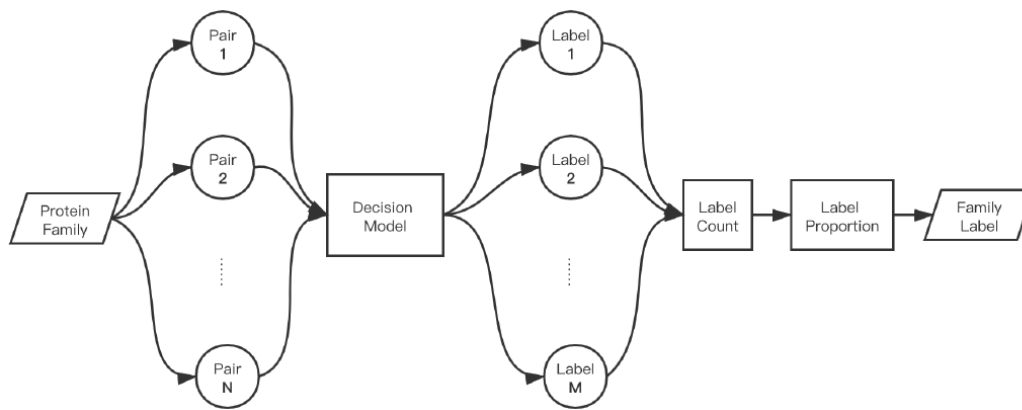 Protein
Family
Pair
1
Pair
2
Pair
N
Decision
Model
Label
1
Label
2
Label
M
Label
Count
Label
Proportion
Family
Label